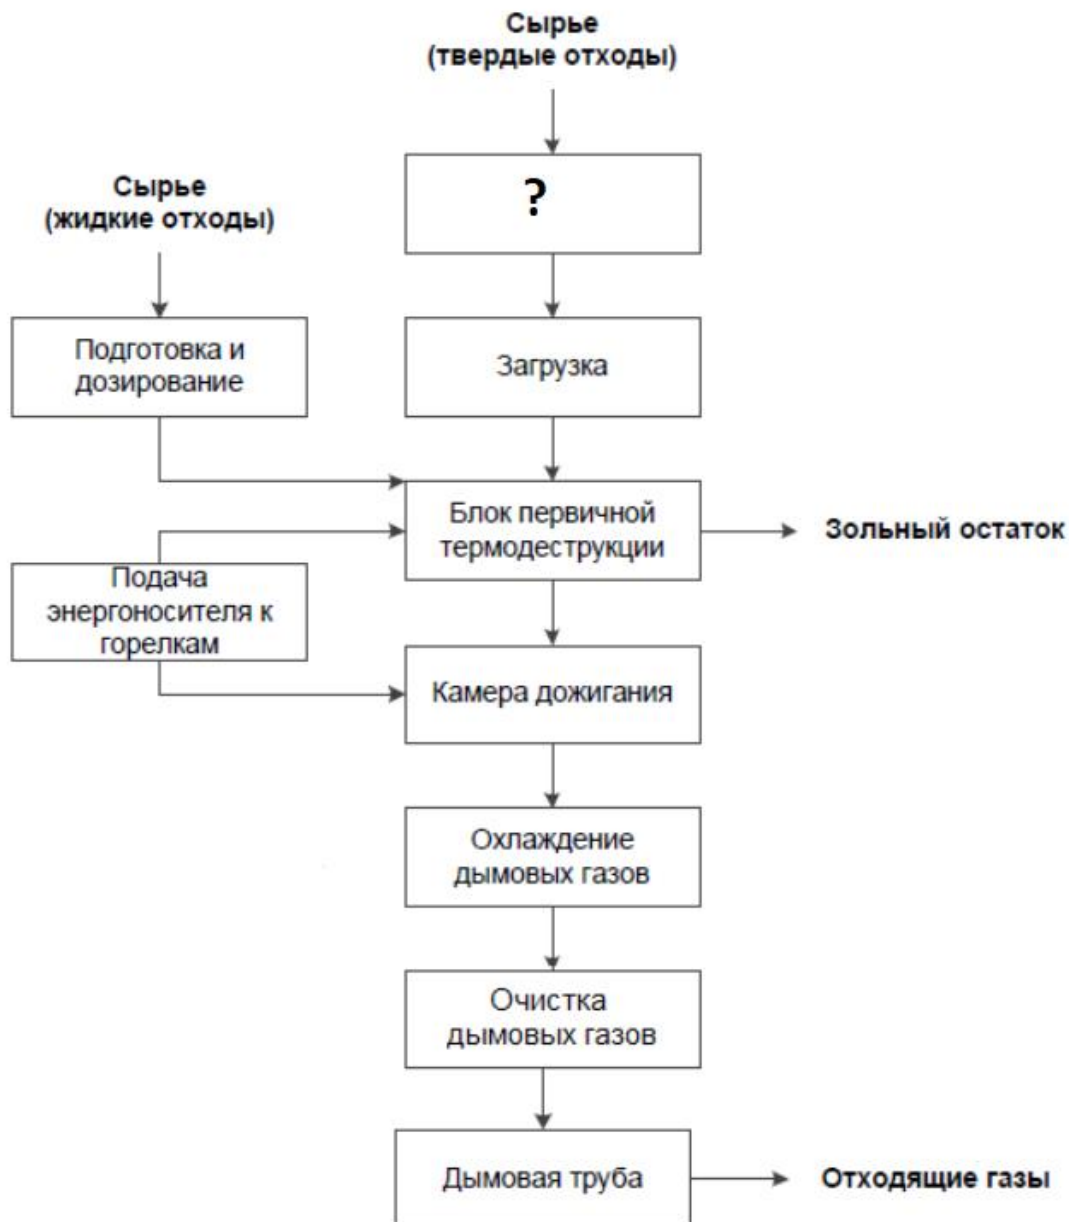 Сырье
(твердые отходы)
?
Сырье
(жидкие отходы)
Подготовка и
дозирование
Загрузка
Блок первичной
термодеструкции
Зольный остаток
Подача
энергоносителя к
горелкам
Камера дожигания
Охлаждение
дымовых газов
Очистка
дымовых газов
Дымовая труба
Отходящие газы